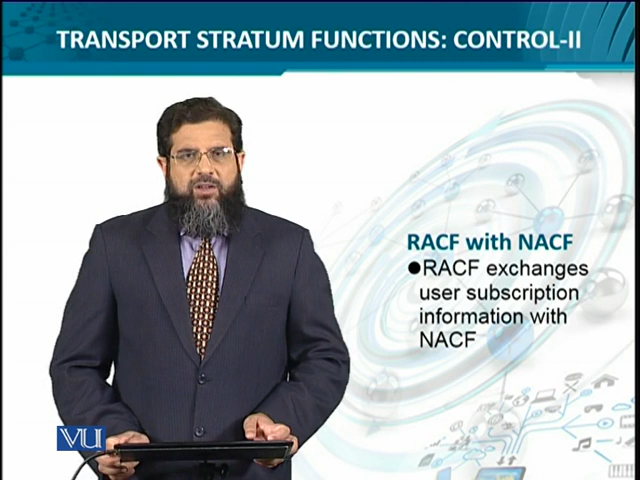 TRANSPORT STRATUM FUNCTIONS: CONTROL-II
RACF with NACF
●RACF exchanges
user subscription
information with
NACF
VU